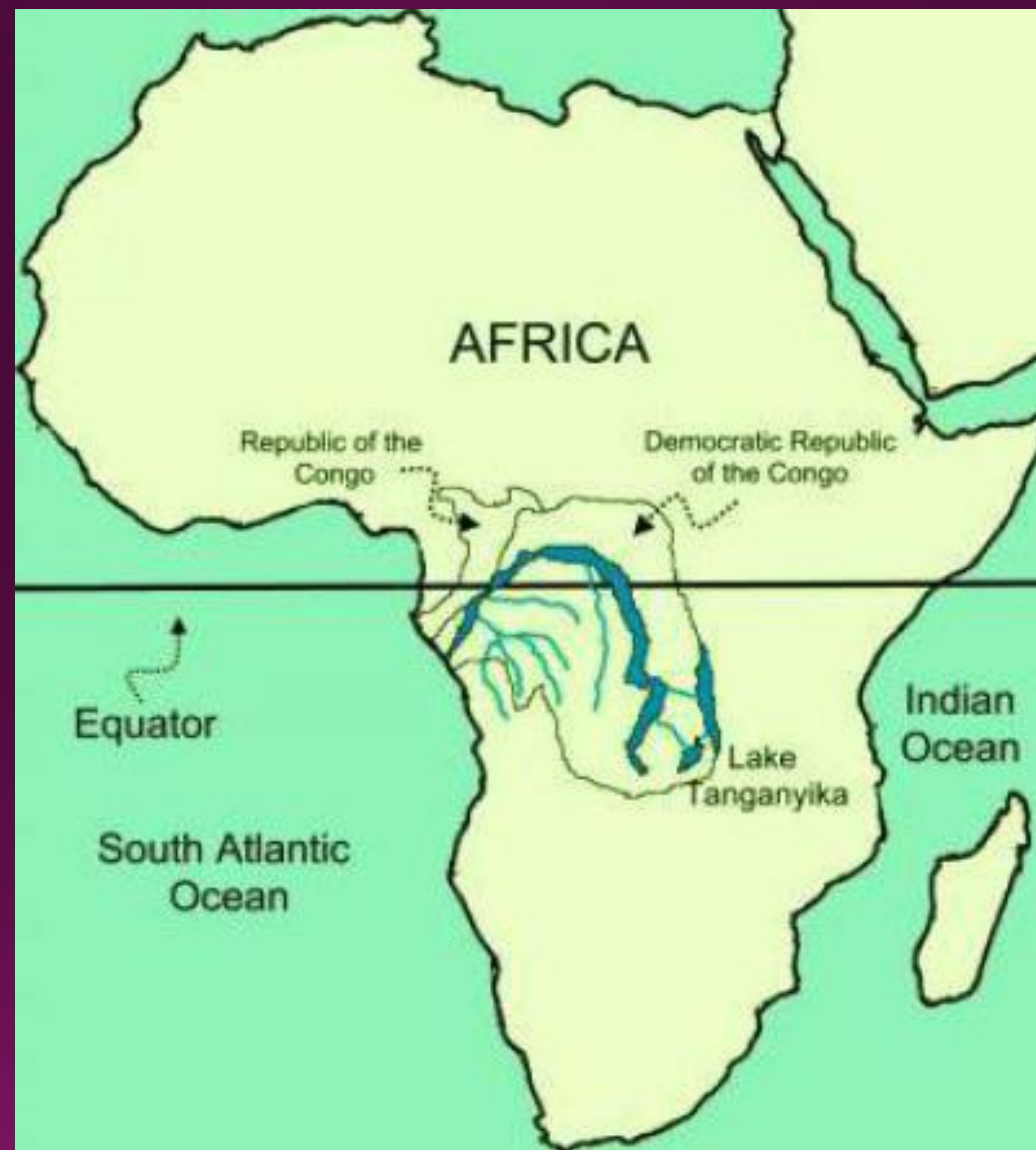 AFRICA
Republic of the
Congo
Democratic Republic
of the Congo
Equator
Indian
Ocean
Lake
Tanganyika
South Atlantic
Ocean